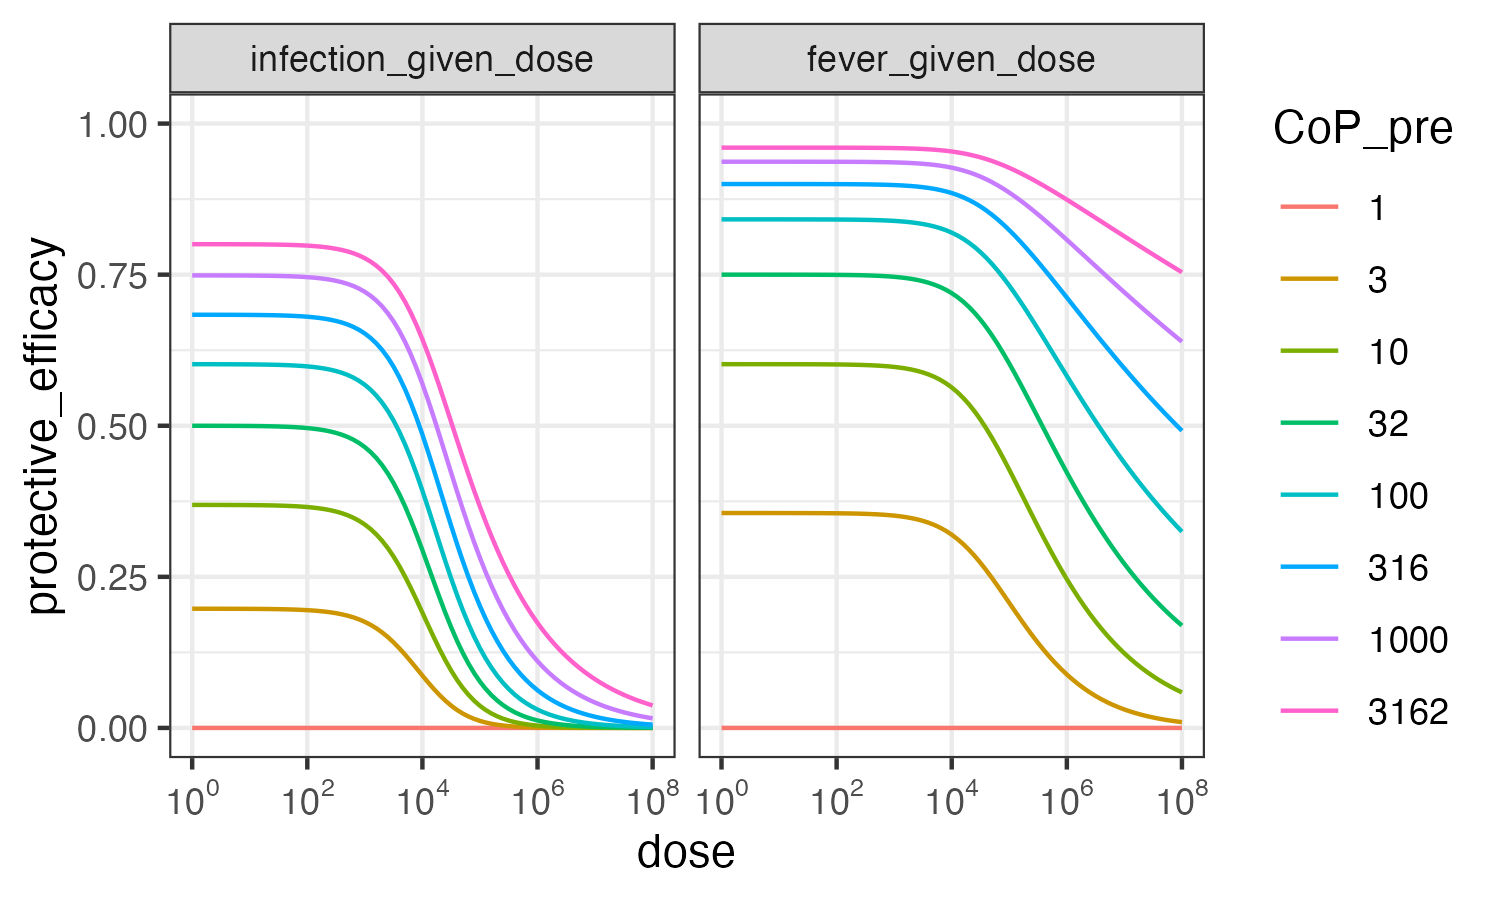 infection_given_dose
fever_given_dose
protective_efficacy
1.00
0.75
0.50
0.25
0.00
10⁰ 10² 10⁴ 10⁶ 10⁸
10⁰ 10² 10⁴ 10⁶ 10⁸
dose
CoP_pre
1
3
10
32
100
316
1000
3162